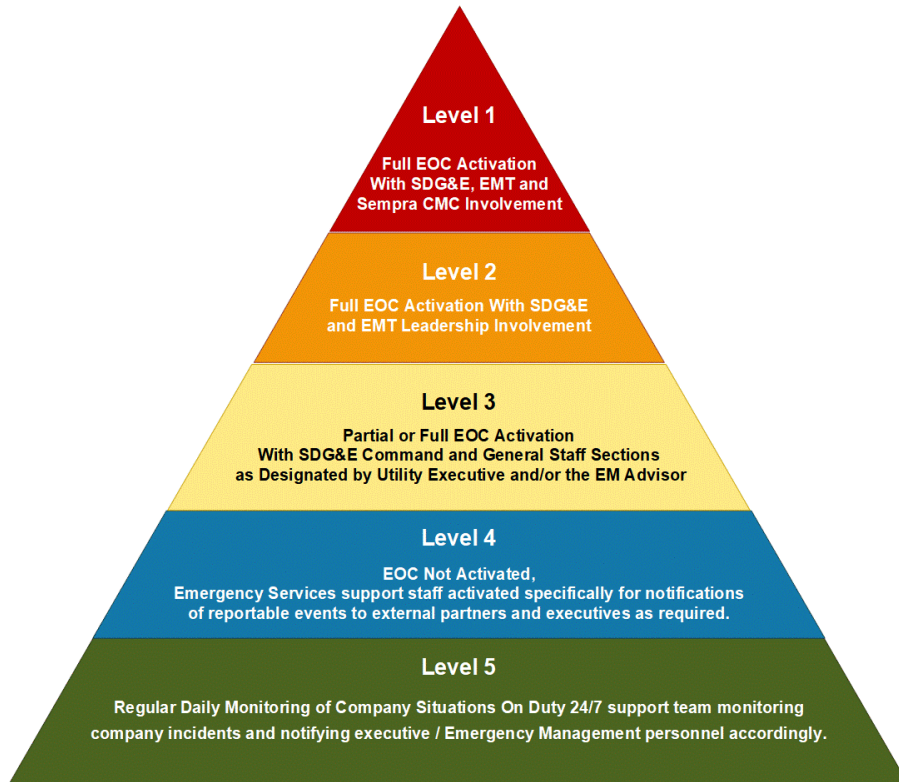 Level 1
Full EOC Activation
With SDG&E, EMT and
Sempra CMC Involvement
Level 2
Full EOC Activation With SDG&E
and EMT Leadership Involvement
Level 3
Partial or Full EOC Activation
With SDG&E Command and General Staff Sections
as Designated by Utility Executive and/or the EM Advisor
Level 4
EOC Not Activated,
Emergency Services support staff activated specifically for notifications
of reportable events to external partners and executives as required.
Level 5
Regular Daily Monitoring of Company Situations On Duty 24/7 support team monitoring
company incidents and notifying executive / Emergency Management personnel accordingly.